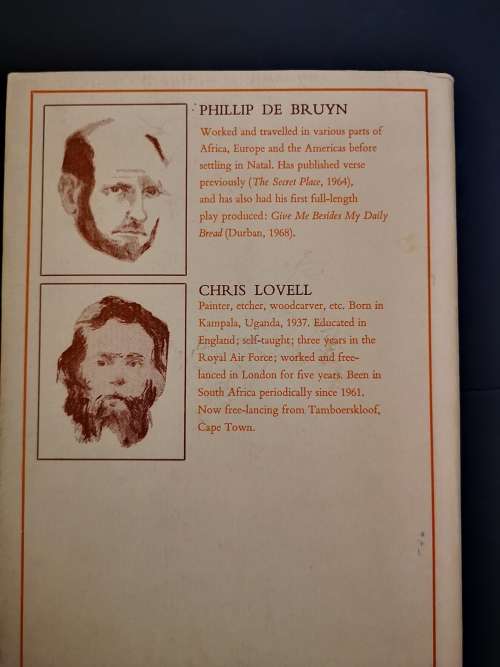 PHILLIP DE BRUYN
Worked and travelled in various parts of
Africa, Europe and the Americas before
settling in Natal. Has published verse
previously (The Secret Place, 1964),
and has also had his first full-length
play produced: Give Me Besides My Daily
Bread (Durban, 1968).
CHRIS LOVELL
Painter, etcher, woodcarver, etc. Born in
Kampala, Uganda, 1937. Educated in
England; self-taught; three years in the
Royal Air Force; worked and free-
lanced in London for five years. Been in
South Africa periodically since 1961.
Now free-lancing from Tamboerskloof,
Cape Town.